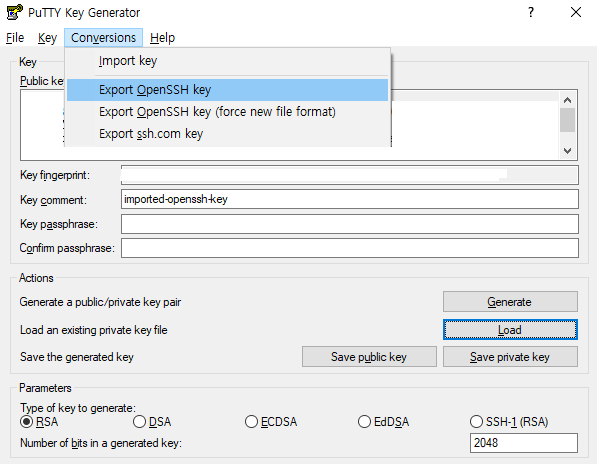 PuTTY Key Generator
?
File Key Conversions Help
Import key
Export OpenSSH key
Export OpenSSH key (force new file format)
Export ssh.com key
Key
Public ke
Key fingerprint:
Key comment: imported-openssh-key
Key passphrase:
Confirm passphrase:
Actions
Generate a public/private key pair Generate
Load an existing private key file Load
Save the generated key Save public key Save private key
Parameters
Type of key to generate:
RSA DSA ECDSA EdDSA SSH-1 (RSA)
Number of bits in a generated key: 2048